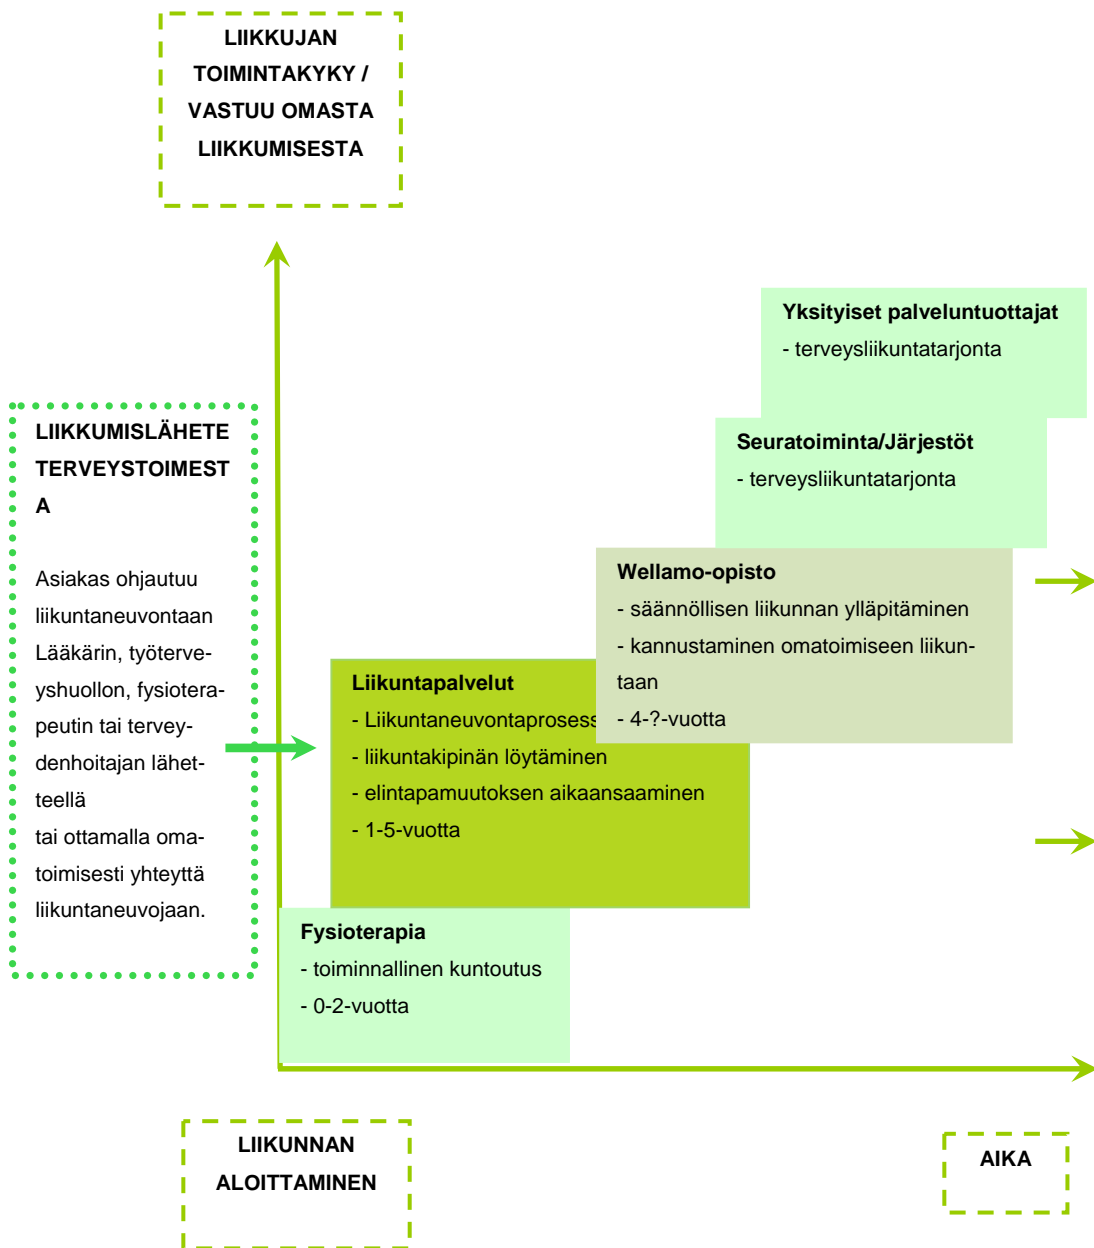 LIIKKUJAN
TOIMINTAKYKY /
VASTUU OMASTA
LIIKKUMISESTA
Yksityiset palveluntuottajat
- terveysliikuntatarjonta
LIIKKUMISLÄHETE
TERVEYSTOIMEST
A
Asiakas ohjautuu
liikuntaneuvontaan
Lääkärin, työterve-
yshuollon, fysiotera-
peutin tai tervey-
denhoitajan lähet-
teellä
tai ottamalla oma-
toimisesti yhteyttä
liikuntaneuvojaan.
Seuratoiminta/Järjestöt
- terveysliikuntatarjonta
Wellamo-opisto
- säännöllisen liikunnan ylläpitäminen
- kannustaminen omatoimiseen liikun-
taan
- 4-?-vuotta
Liikuntapalvelut
- Liikuntaneuvontaprosess
- liikuntakipinän löytäminen
- elintapamuutoksen aikaansaaminen
- 1-5-vuotta
Fysioterapia
- toiminnallinen kuntoutus
- 0-2-vuotta
LIIKUNNAN
ALOITTAMINEN
AIKA